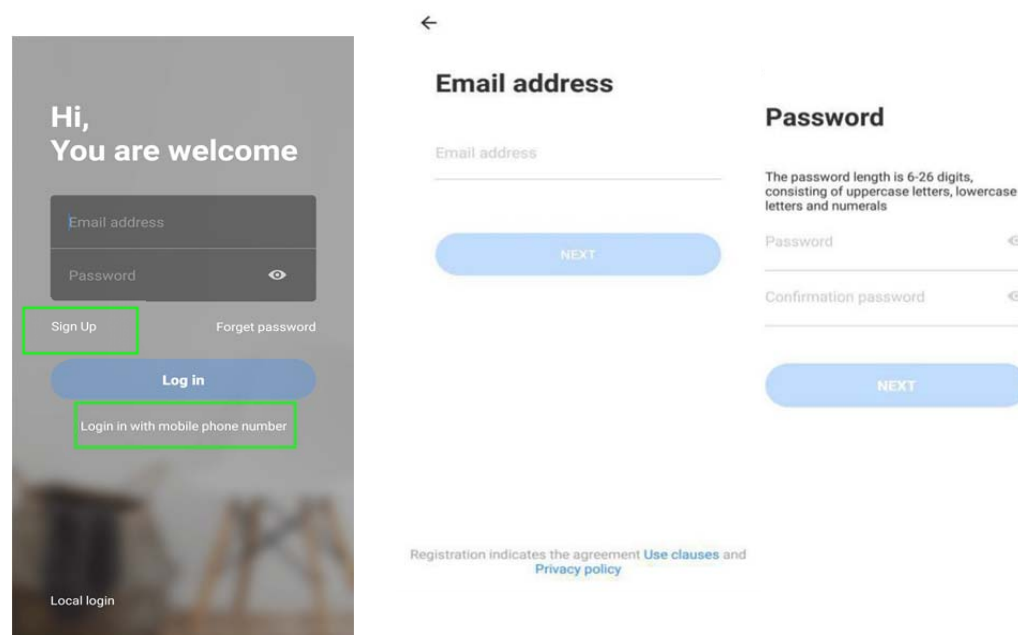 Hi,
You are welcome
Email address
Password
Sign Up
Forget password
Log in
Login in with mobile phone number
Local login
Email address
Email address
NEXT
Registration indicates the agreement Use clauses and
Privacy policy
Password
The password length is 6-26 digits,
consisting of uppercase letters, lowercase
letters and numerals
Password
Confirmation password
NEXT